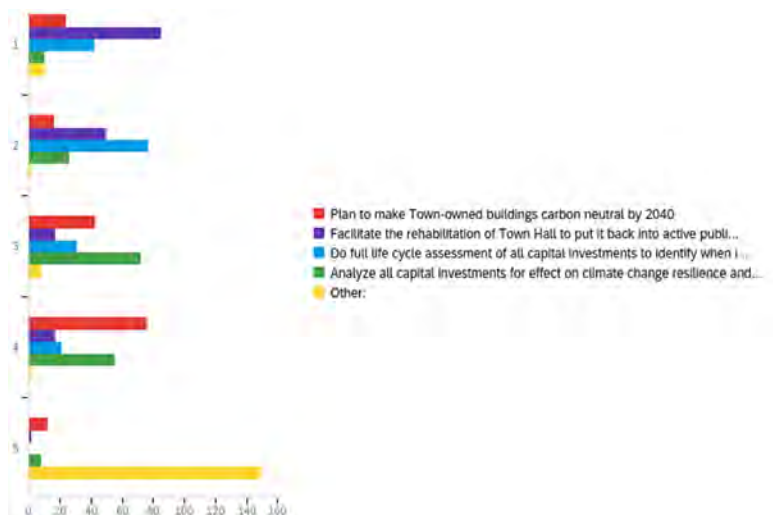 1
2
3
4
5
0 20 40 60 80 100 120 140 160
Plan to make Town-owned buildings carbon neutral by 2040
Facilitate the rehabilitation of Town Hall to put it back into active publi...
Do full life cycle assessment of all capital investments to identify when i...
Analyze all capital investments for effect on climate change resilience and...
Other: